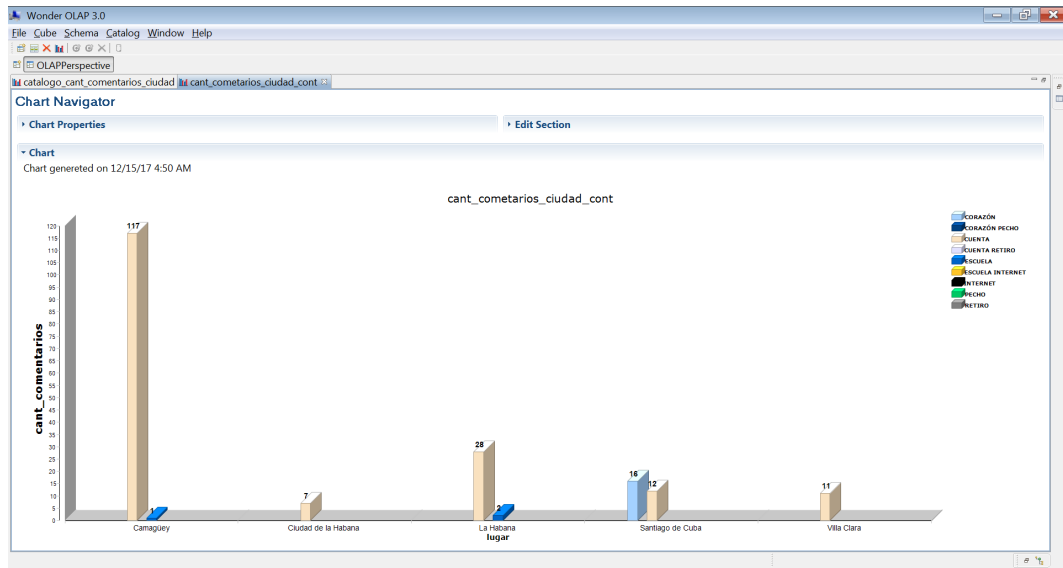 Wonder OLAP 3.0
File Cube Schema Catalog Window Help
OLAPPerspective
catalogo_cant_comentarios_ciudad cant_cometarios_ciudad_cont
Chart Navigator
Chart Properties Edit Section
Chart
Chart genereted on 12/15/17 4:50 AM
cant_cometarios_ciudad_cont
CORAZÓN
CORAZÓN PECHO
CUENTA
CUENTA RETIRO
ESCUELA
ESCUELA INTERNET
INTERNET
PECHO
RETIRO
cant_comentarios
120
115
110
105
100
95
90
85
80
75
70
65
60
55
50
45
40
35
30
25
20
15
10
5
0
117
1
7
28
2
16
12
11
Camagüey Ciudad de la Habana La Habana Santiago de Cuba Villa Clara
lugar